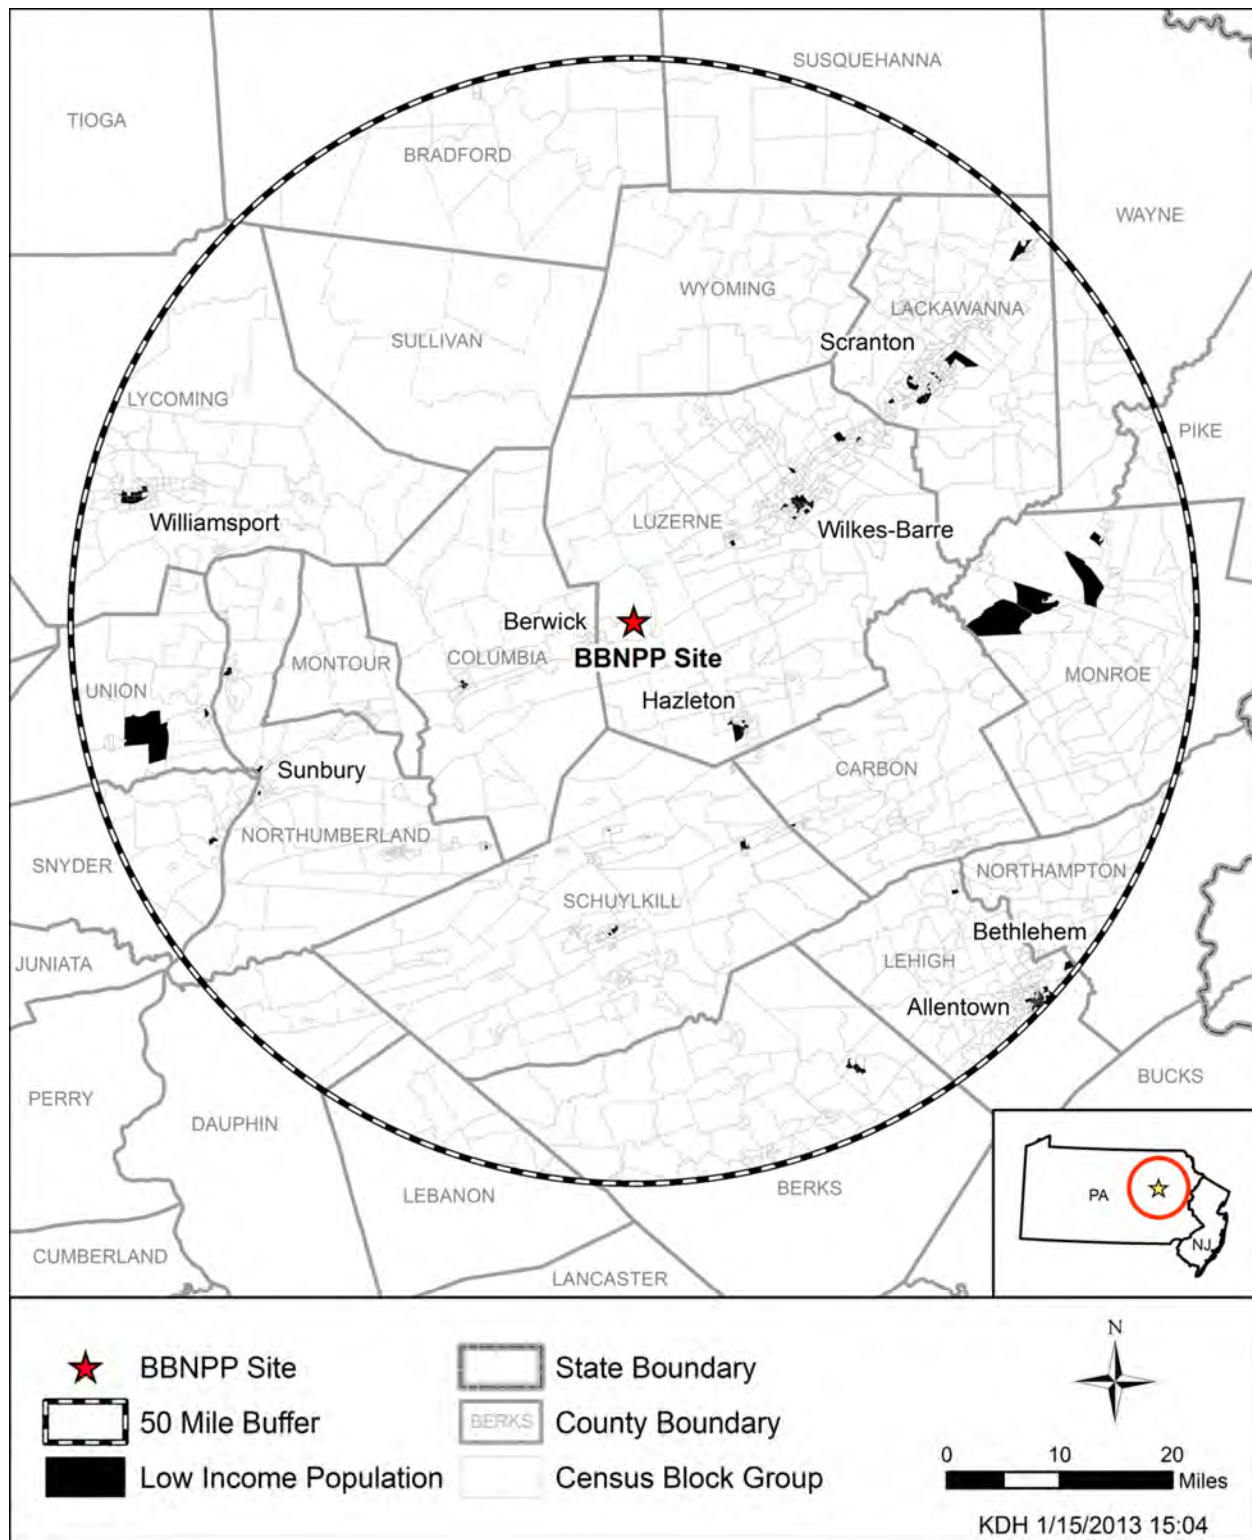 SUSQUEHANNA
TIOGA
BRADFORD
WAYNE
WYOMING
LACKAWANNA
SULLIVAN
Scranton
LYCOMING
PIKE
Williamsport
LUZERNE
Wilkes-Barre
Berwick
BBNPP Site
COLUMBIA
MONTOUR
UNION
MONROE
Hazleton
Sunbury
CARBON
NORTHUMBERLAND
SNYDER
NORTHAMPTON
SCHUYLKILL
Bethlehem
JUNIATA
LEHIGH
Allentown
BUCKS
PERRY
DAUPHIN
BERKS
LEBANON
PA
NJ
CUMBERLAND
LANCASTER
BBNPP Site
50 Mile Buffer
Low Income Population
State Boundary
BERKS
County Boundary
Census Block Group
N
0 10 20
Miles
KDH 1/15/2013 15:04